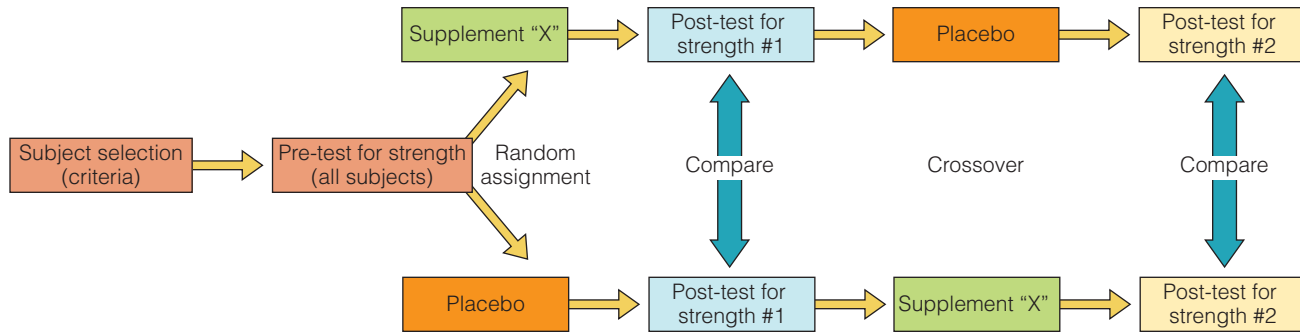 Supplement “X”
Post-test for
strength #1
Placebo
Post-test for
strength #2
Subject selection
(criteria)
Pre-test for strength
(all subjects)
Random
assignment
Compare
Crossover
Compare
Placebo
Post-test for
strength #1
Supplement “X”
Post-test for
strength #2